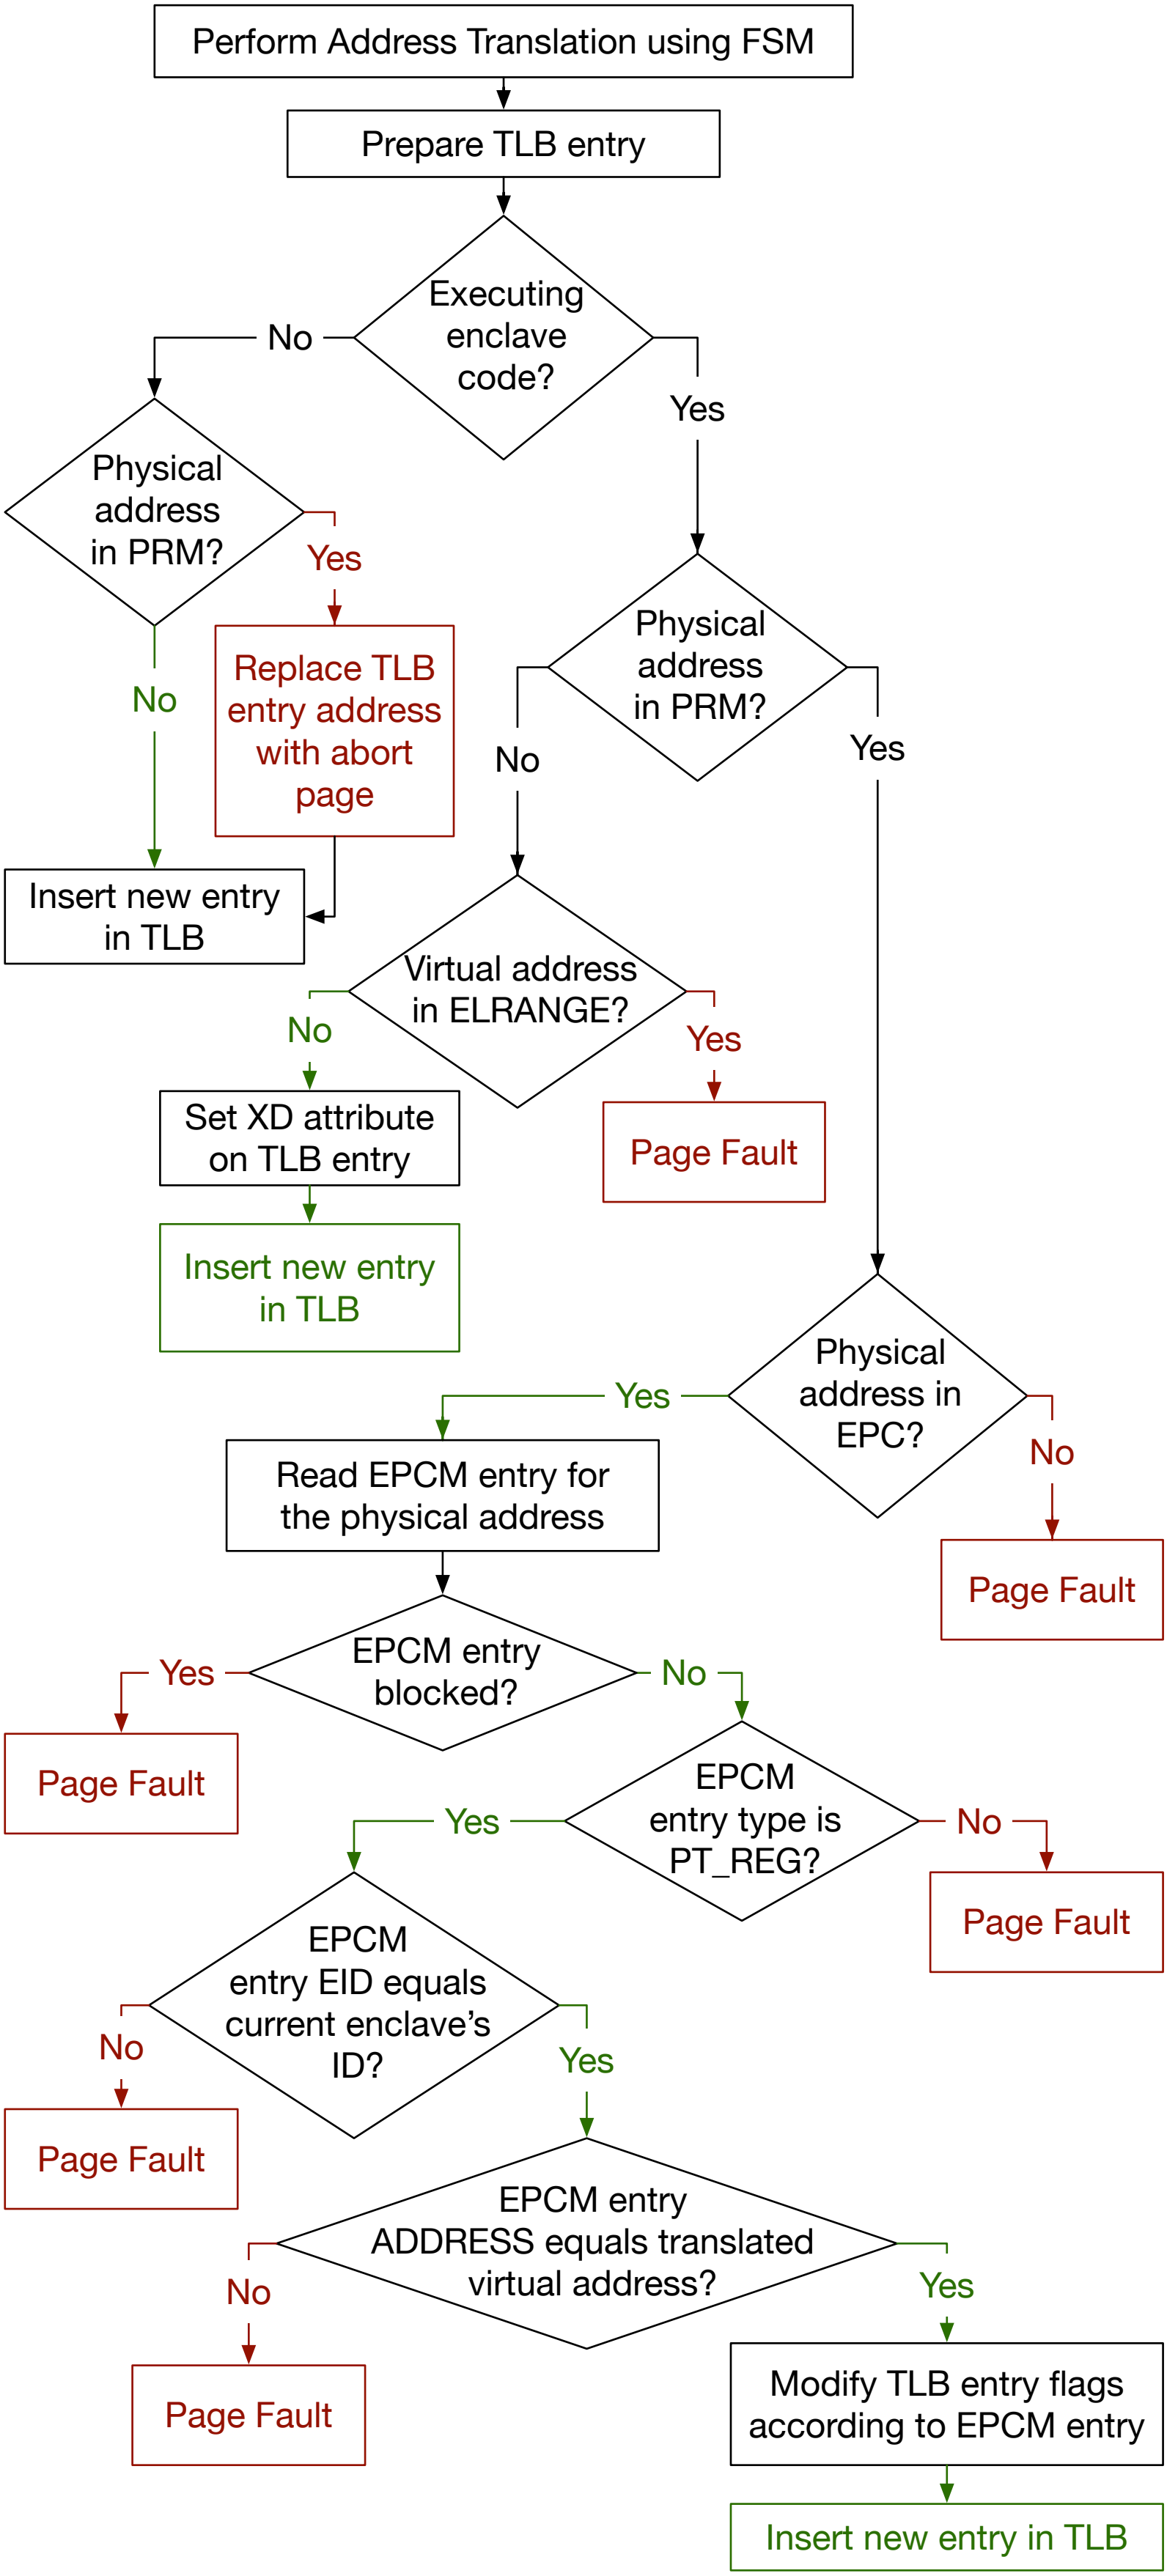 Perform Address Translation using FSM
Prepare TLB entry
Executing
enclave
code?
No
Yes
Physical
address
in PRM?
Yes
No
Replace TLB
entry address
with abort
page
Insert new entry
in TLB
Physical
address
in PRM?
No
Yes
Virtual address
in ELRANGE?
No
Yes
Set XD attribute
on TLB entry
Page Fault
Insert new entry
in TLB
Physical
address in
EPC?
Yes
No
Read EPCM entry for
the physical address
Page Fault
EPCM entry
blocked?
Yes
No
Page Fault
EPCM
entry type is
PT_REG?
Yes
No
Page Fault
EPCM
entry EID equals
current enclave’s
ID?
No
Yes
Page Fault
EPCM entry
ADDRESS equals translated
virtual address?
No
Yes
Page Fault
Modify TLB entry flags
according to EPCM entry
Insert new entry in TLB